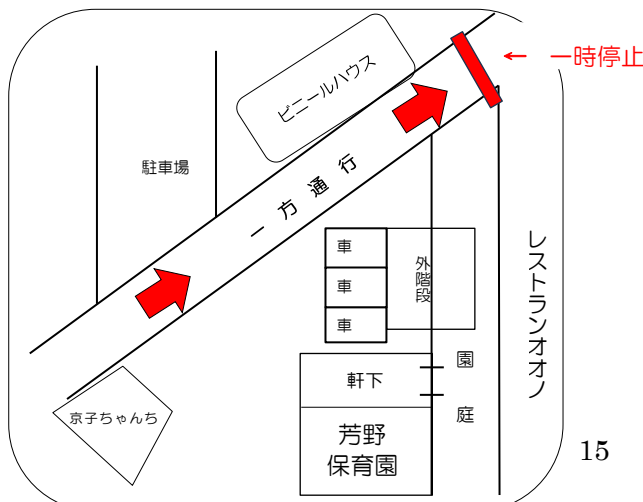 ← 一時停止
ビニールハウス
駐車場
一方通行
車
車
車
外階段
レストランオオノ
園庭
軒下
京子ちゃんち
芳野
保育園
15